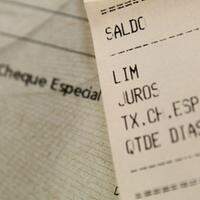 Cheque Especial
SALDO
LIM
JUROS
TX.CH.ESP
QTDE DIAS